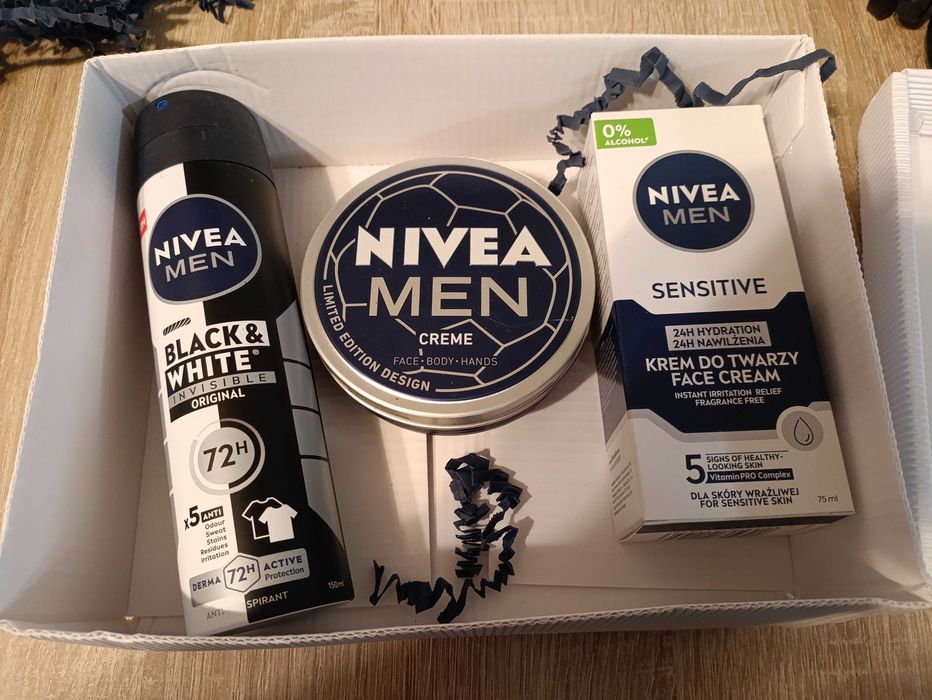 NIVEA
MEN
BLACK&
WHITE®
INVISIBLE
ORIGINAL
72H
x5 ANTI
Odour
Sweat
Stains
Residues
Irritation
DERMA 72H ACTIVE
Protection
150ml
NIVEA
MEN
CREME
FACE·BODY·HANDS
LIMITED EDITION DESIGN
0%
ALCOHOL*
NIVEA
MEN
SENSITIVE
24H HYDRATION
24H NAWILŻENIA
KREM DO TWARZY
FACE CREAM
INSTANT IRRITATION RELIEF
FRAGRANCE FREE
5 SIGNS OF HEALTHY-
LOOKING SKIN
Vitamin PRO Complex
DLA SKÓRY WRAŻLIWEJ
FOR SENSITIVE SKIN
75 ml